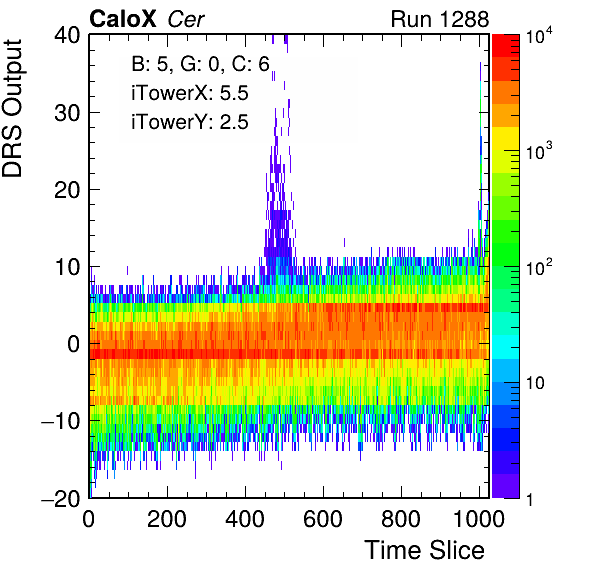 CaloX Cer Run 1288
DRS Output
B: 5, G: 0, C: 6
iTowerX: 5.5
iTowerY: 2.5
40
30
20
10
0
−10
−20
0 200 400 600 800 1000
Time Slice
10^4
10^3
10^2
10
1